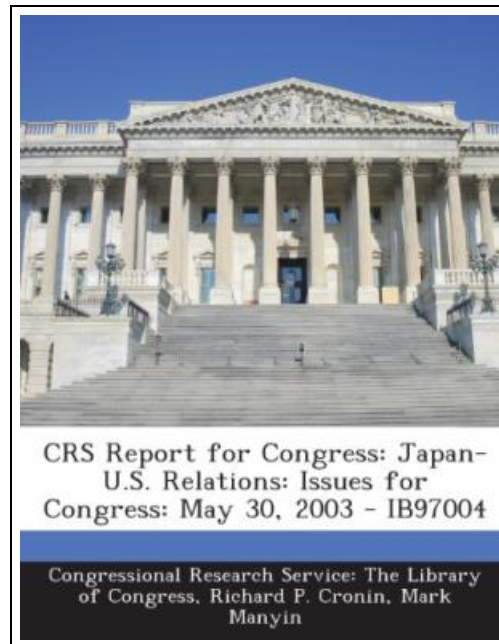 CRS Report for Congress: Japan-
U.S. Relations: Issues for
Congress: May 30, 2003 - IB97004
Congressional Research Service: The Library
of Congress, Richard P. Cronin, Mark
Manyin